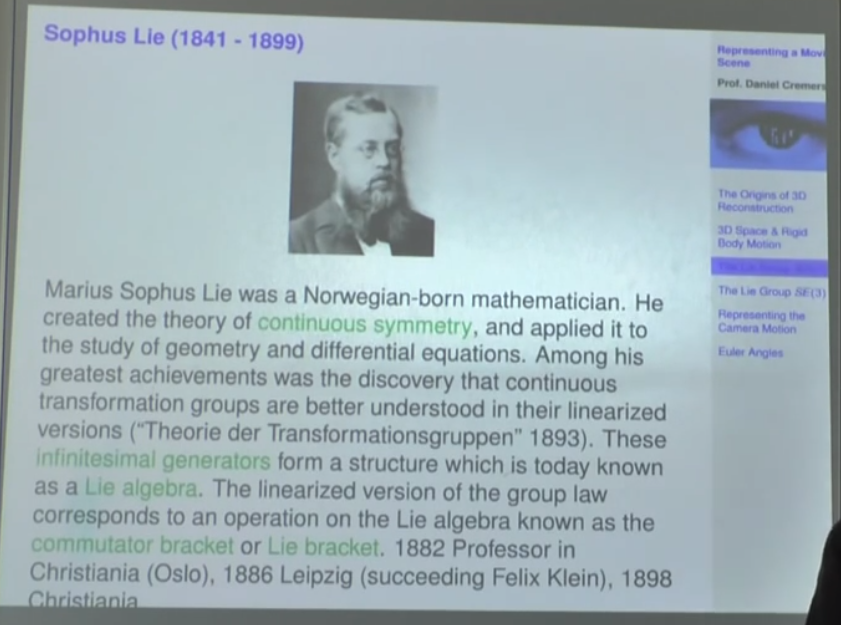 Sophus Lie (1841 - 1899)
Marius Sophus Lie was a Norwegian-born mathematician. He
created the theory of continuous symmetry, and applied it to
the study of geometry and differential equations. Among his
greatest achievements was the discovery that continuous
transformation groups are better understood in their linearized
versions (“Theorie der Transformationsgruppen” 1893). These
infinitesimal generators form a structure which is today known
as a Lie algebra. The linearized version of the group law
corresponds to an operation on the Lie algebra known as the
commutator bracket or Lie bracket. 1882 Professor in
Christiania (Oslo), 1886 Leipzig (succeeding Felix Klein), 1898
Christiania
Representing a Movi
Scene
Prof. Daniel Cremers
The Origins of 3D
Reconstruction
3D Space & Rigid
Body Motion
The Lie Group SE(3)
Representing the
Camera Motion
Euler Angles